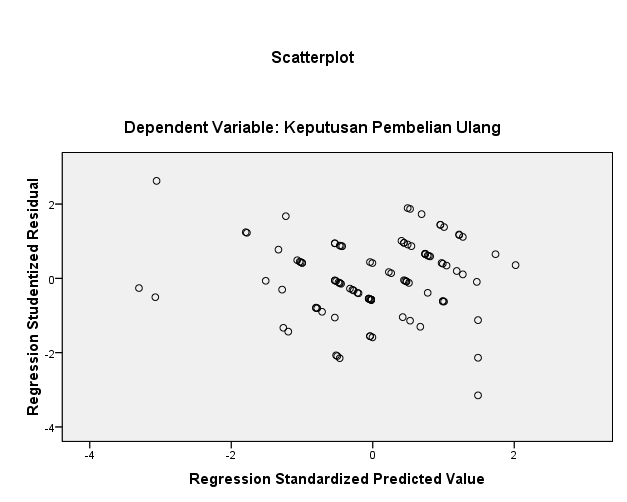 Scatterplot
Dependent Variable: Keputusan Pembelian Ulang
Regression Studentized Residual
2
0
-2
-4
-4
-2
0
2
Regression Standardized Predicted Value